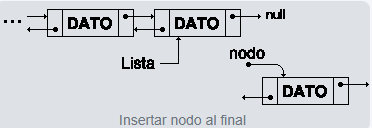 ... DATO DATO null
Lista
nodo
DATO
Insertar nodo al final